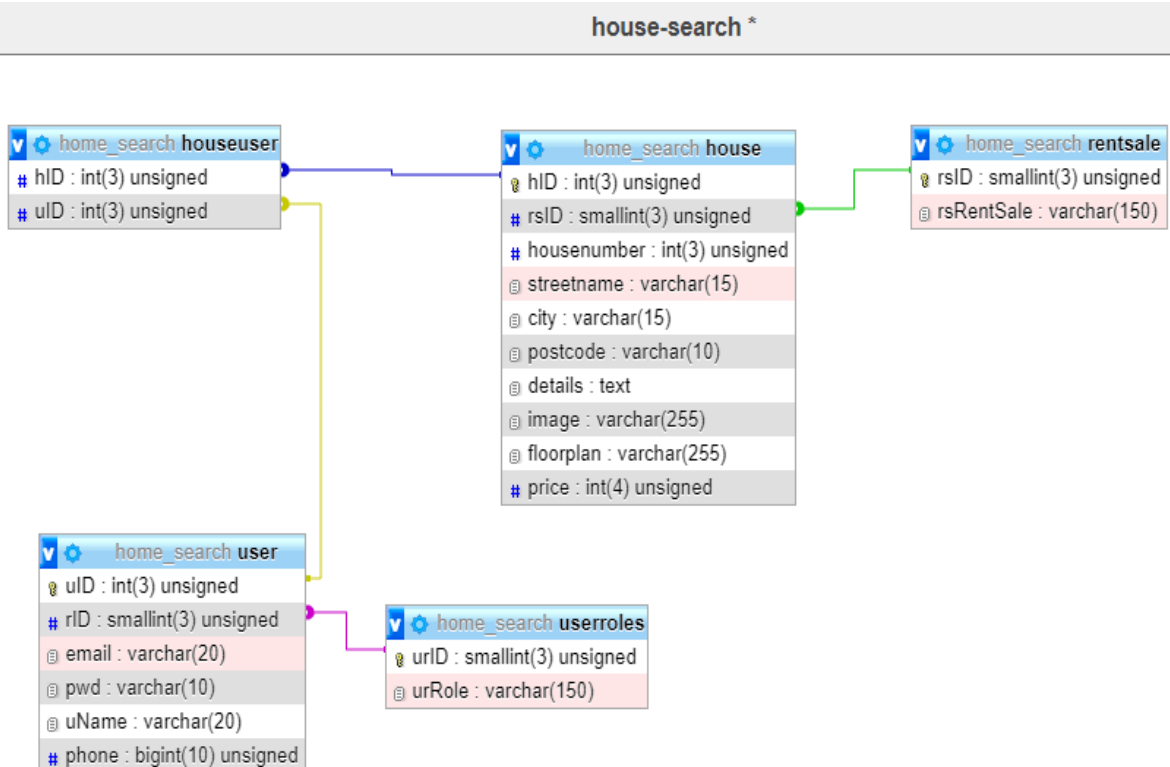 house-search *
v home_search houseuser
# hID : int(3) unsigned
# uID : int(3) unsigned
v home_search house
hID : int(3) unsigned
# rsID : smallint(3) unsigned
# housenumber : int(3) unsigned
streetname : varchar(15)
city : varchar(15)
postcode : varchar(10)
details : text
image : varchar(255)
floorplan : varchar(255)
# price : int(4) unsigned
v home_search rentsale
rsID : smallint(3) unsigned
rsRentSale : varchar(150)
v home_search user
uID : int(3) unsigned
# rID : smallint(3) unsigned
email : varchar(20)
pwd : varchar(10)
uName : varchar(20)
# phone : bigint(10) unsigned
v home_search userroles
urID : smallint(3) unsigned
urRole : varchar(150)